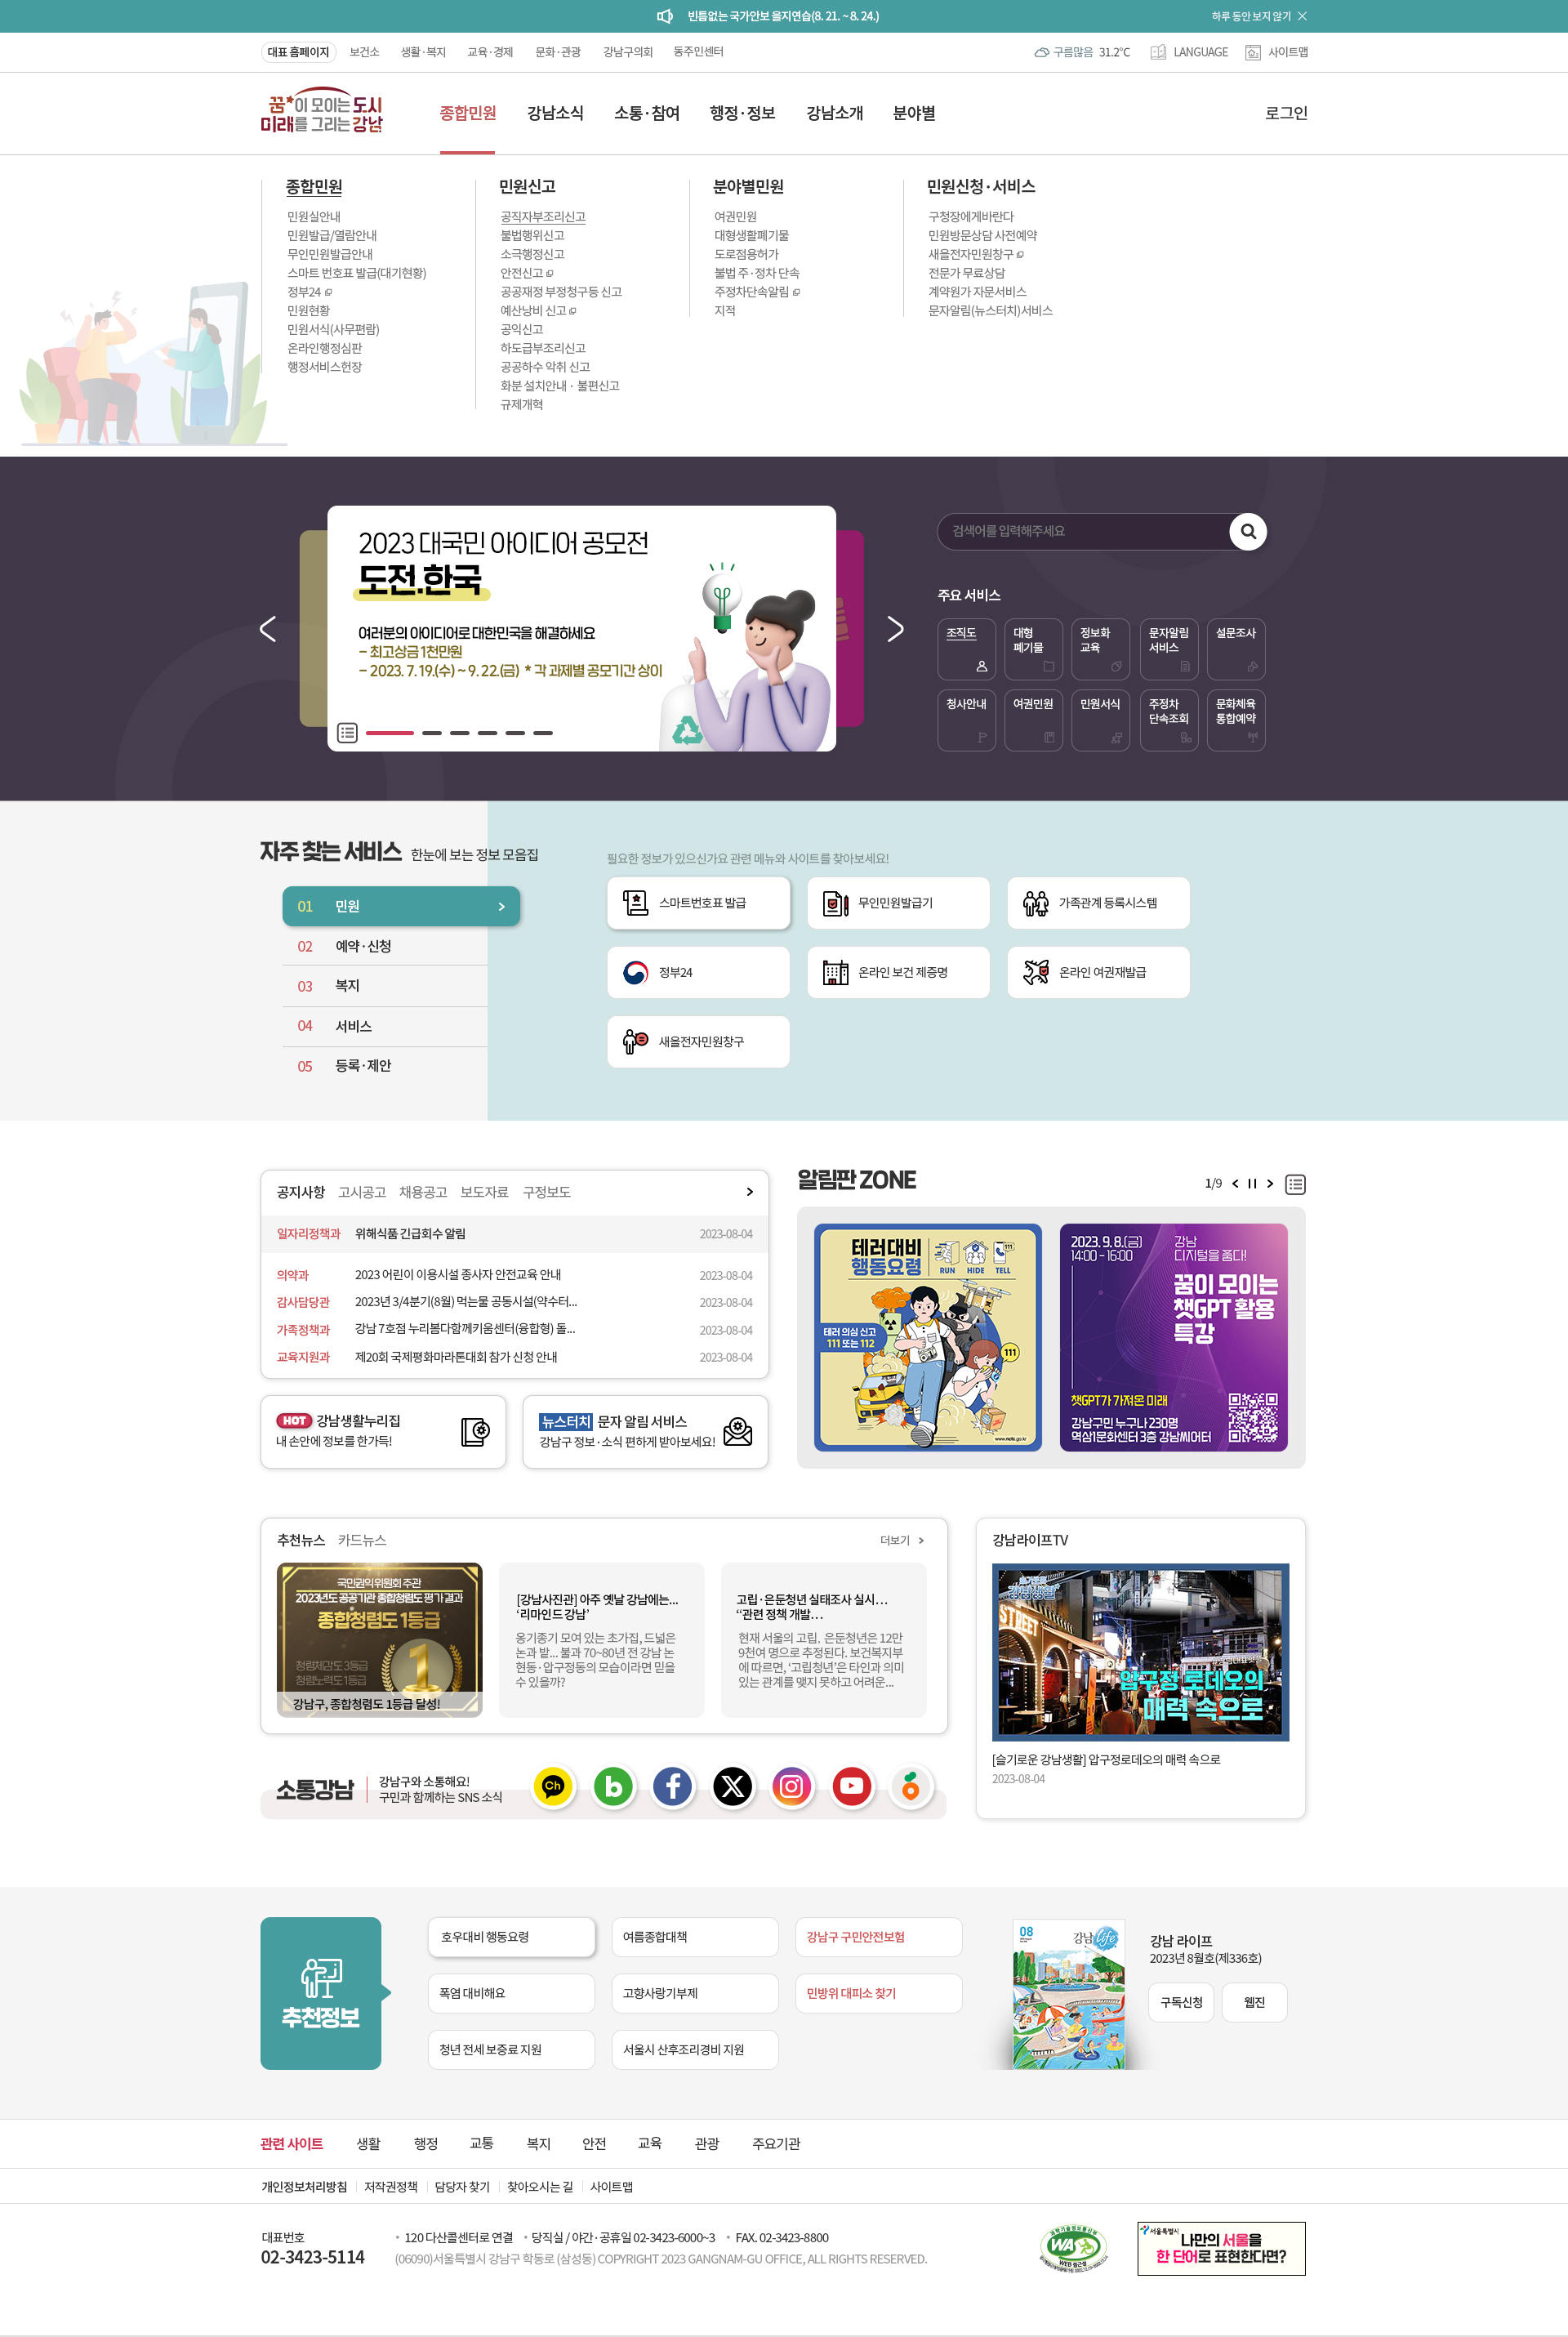 빈틈없는 국가안보 을지연습(8. 21. ~ 8. 24.)
하루 동안 보지 않기
대표 홈페이지 보건소 생활·복지 교육·경제 문화·관광 강남구의회 동주민센터
구름많음 31.2℃ LANGUAGE 사이트맵
꿈이 모이는 도시
미래를 그리는 강남
종합민원 강남소식 소통·참여 행정·정보 강남소개 분야별
로그인
종합민원
민원실안내
민원발급/열람안내
무인민원발급안내
스마트 번호표 발급(대기현황)
정부24
민원현황
민원서식(사무편람)
온라인행정심판
행정서비스헌장
민원신고
공직자부조리신고
불법행위신고
소극행정신고
안전신고
공공재정 부정청구등 신고
예산낭비 신고
공익신고
하도급부조리신고
공공하수 악취 신고
화분 설치안내 · 불편신고
규제개혁
분야별민원
여권민원
대형생활폐기물
도로점용허가
불법 주·정차 단속
주정차단속알림
지적
민원신청·서비스
구청장에게바란다
민원방문상담 사전예약
새올전자민원창구
전문가 무료상담
계약원가 자문서비스
문자알림(뉴스터치)서비스
2023 대국민 아이디어 공모전
도전.한국
여러분의 아이디어로 대한민국을 해결하세요
- 최고상금 1천만원
- 2023. 7. 19.(수) ~ 9. 22.(금) * 각 과제별 공모기간 상이
검색어를 입력해주세요
주요 서비스
조직도
대형
폐기물
정보화
교육
문자알림
서비스
설문조사
청사안내
여권민원
민원서식
주정차
단속조회
문화체육
통합예약
자주 찾는 서비스 한눈에 보는 정보 모음집
01 민원
02 예약·신청
03 복지
04 서비스
05 등록·제안
필요한 정보가 있으신가요 관련 메뉴와 사이트를 찾아보세요!
스마트번호표 발급
무인민원발급기
가족관계 등록시스템
정부24
온라인 보건 제증명
온라인 여권재발급
새올전자민원창구
공지사항 고시공고 채용공고 보도자료 구정보도
일자리정책과 위해식품 긴급회수 알림 2023-08-04
의약과 2023 어린이 이용시설 종사자 안전교육 안내 2023-08-04
감사담당관 2023년 3/4분기(8월) 먹는물 공동시설(약수터... 2023-08-04
가족정책과 강남 7호점 누리봄다함께키움센터(융합형) 돌... 2023-08-04
교육지원과 제20회 국제평화마라톤대회 참가 신청 안내 2023-08-04
HOT 강남생활누리집
내 손안에 정보를 한가득!
뉴스터치 문자 알림 서비스
강남구 정보·소식 편하게 받아보세요!
알림판 ZONE
1/9
테러대비
행동요령
RUN HIDE TELL
111
테러 의심 신고
111 또는 112
111
www.nctc.go.kr
2023. 9. 8.(금)
14:00 - 16:00
강남
디지털을 품다!
꿈이 모이는
챗GPT 활용
특강
챗GPT가 가져온 미래
강남구민 누구나 230명
역삼1문화센터 3층 강남씨어터
추천뉴스 카드뉴스
더보기
국민권익위원회 주관
2023년도 공공기관 종합청렴도 평가 결과
종합청렴도 1등급
청렴체감도 3등급
청렴노력도 1등급
1
강남구, 종합청렴도 1등급 달성!
[강남사진관] 아주 옛날 강남에는...
‘리마인드 강남’
옹기종기 모여 있는 초가집, 드넓은
논과 밭... 불과 70~80년 전 강남 논
현동·압구정동의 모습이라면 믿을
수 있을까?
고립·은둔청년 실태조사 실시...
“관련 정책 개발...
현재 서울의 고립. 은둔청년은 12만
9천여 명으로 추정된다. 보건복지부
에 따르면, ‘고립청년’은 타인과 의미
있는 관계를 맺지 못하고 어려운...
강남라이프TV
슬기로운
강남생활
STREET
압구정 로데오의
매력 속으로
[슬기로운 강남생활] 압구정로데오의 매력 속으로
2023-08-04
소통강남
강남구와 소통해요!
구민과 함께하는 SNS 소식
Ch
b
추천정보
호우대비 행동요령
여름종합대책
강남구 구민안전보험
폭염 대비해요
고향사랑기부제
민방위 대피소 찾기
청년 전세 보증료 지원
서울시 산후조리경비 지원
08
강남 life
강남 라이프
2023년 8월호(제336호)
구독신청 웹진
관련 사이트 생활 행정 교통 복지 안전 교육 관광 주요기관
개인정보처리방침 저작권정책 담당자 찾기 찾아오시는 길 사이트맵
대표번호
02-3423-5114
120 다산콜센터로 연결 당직실 / 야간·공휴일 02-3423-6000~3 FAX. 02-3423-8800
(06090)서울특별시 강남구 학동로 (삼성동) COPYRIGHT 2023 GANGNAM-GU OFFICE, ALL RIGHTS RESERVED.
과학기술정보통신부
WA
WEB 접근성
서울특별시
나만의 서울을
한 단어로 표현한다면?